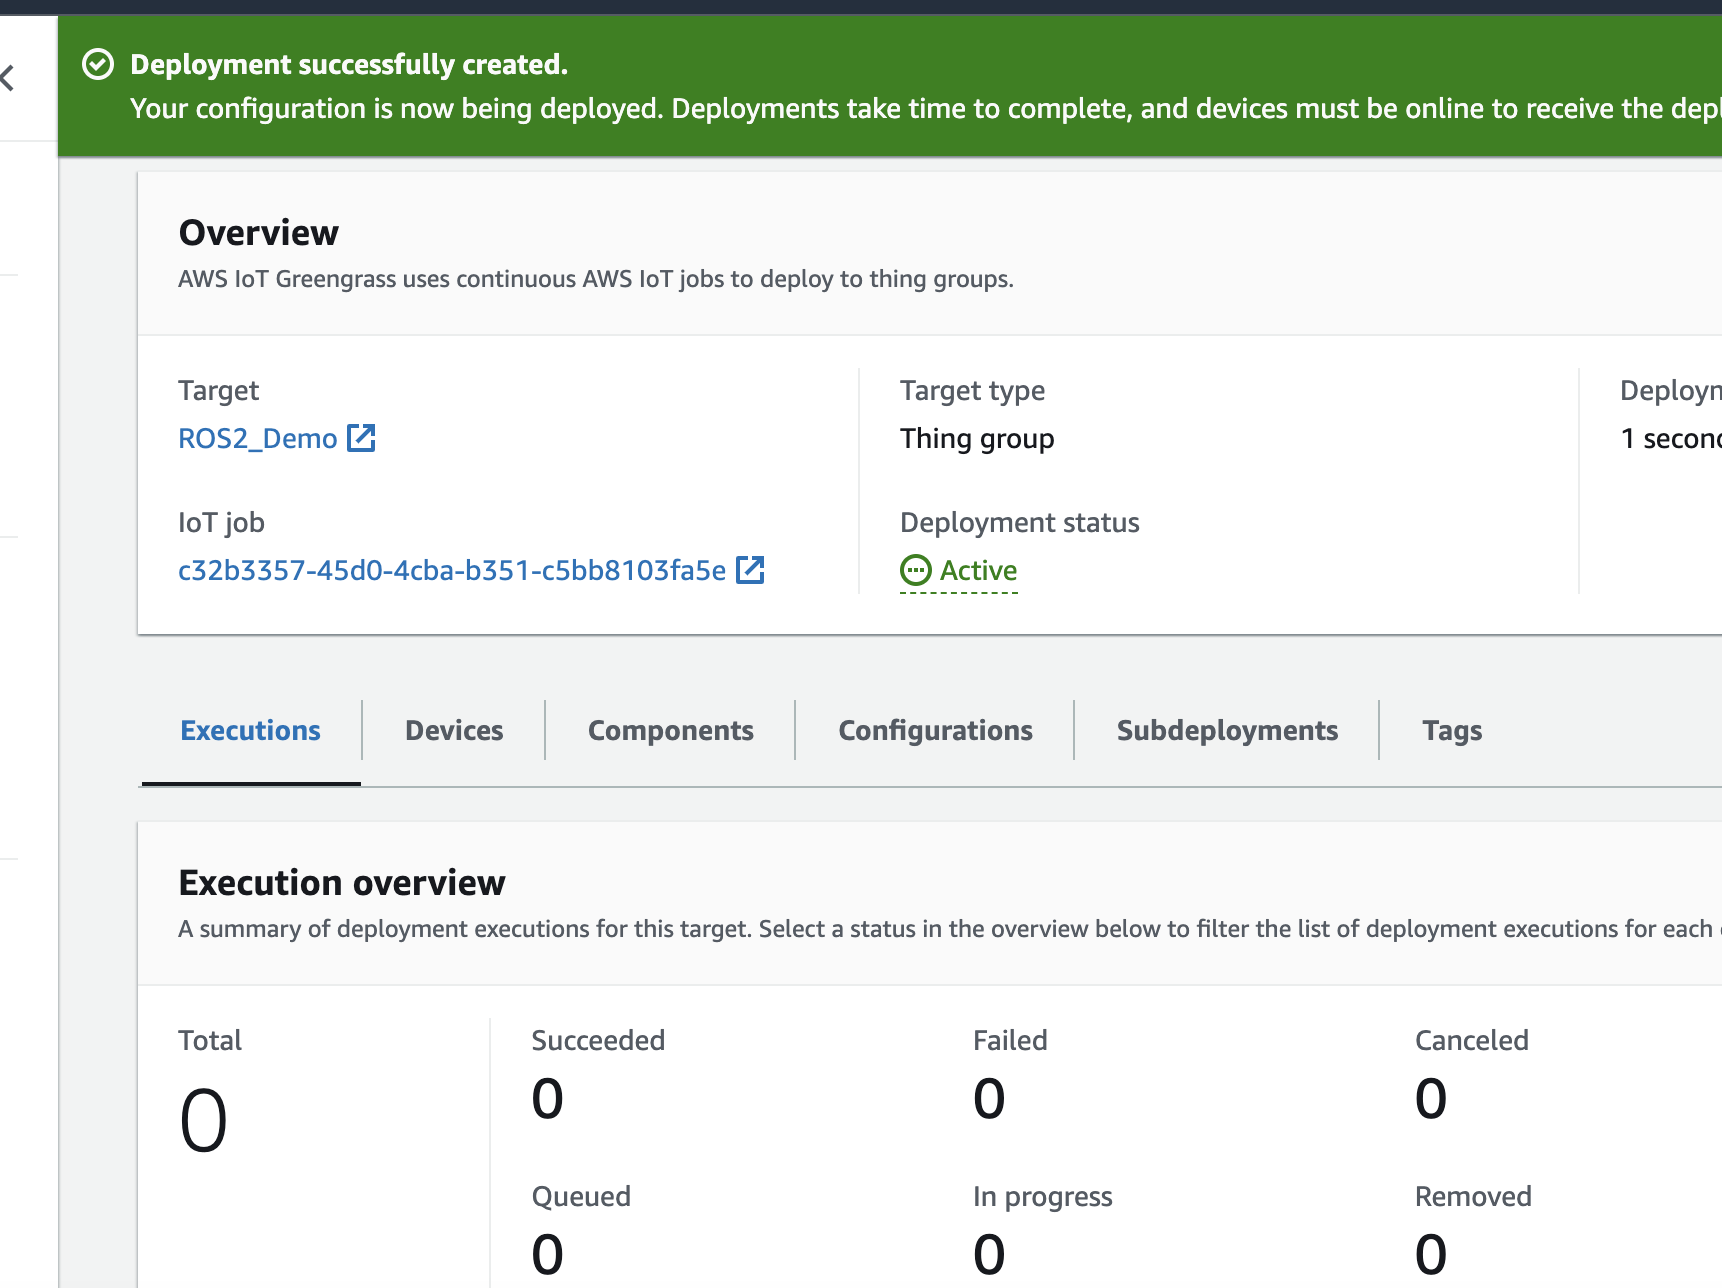 Deployment successfully created.
Your configuration is now being deployed. Deployments take time to complete, and devices must be online to receive the depl
Overview
AWS IoT Greengrass uses continuous AWS IoT jobs to deploy to thing groups.
Target
ROS2_Demo
Target type
Thing group
Deployn
1 second
IoT job
c32b3357-45d0-4cba-b351-c5bb8103fa5e
Deployment status
Active
Executions
Devices
Components
Configurations
Subdeployments
Tags
Execution overview
A summary of deployment executions for this target. Select a status in the overview below to filter the list of deployment executions for each
Total
0
Succeeded
0
Failed
0
Canceled
0
Queued
0
In progress
0
Removed
0